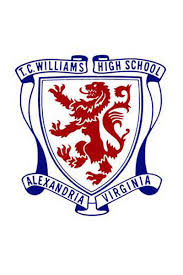 T.C. WILLIAMS HIGH SCHOOL
ALEXANDRIA VIRGINIA